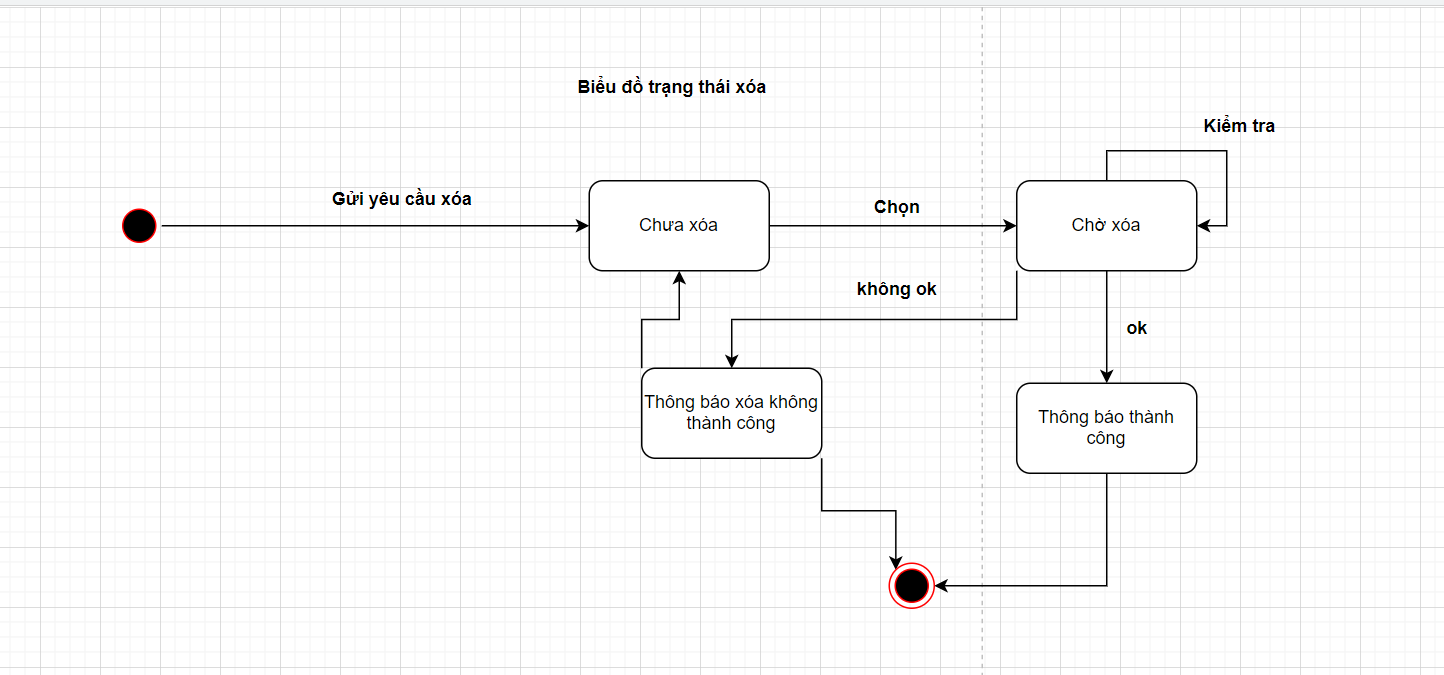 Biểu đồ trạng thái xóa
Kiểm tra
Gửi yêu cầu xóa
Chưa xóa
Chọn
Chờ xóa
không ok
ok
Thông báo xóa không
thành công
Thông báo thành
công